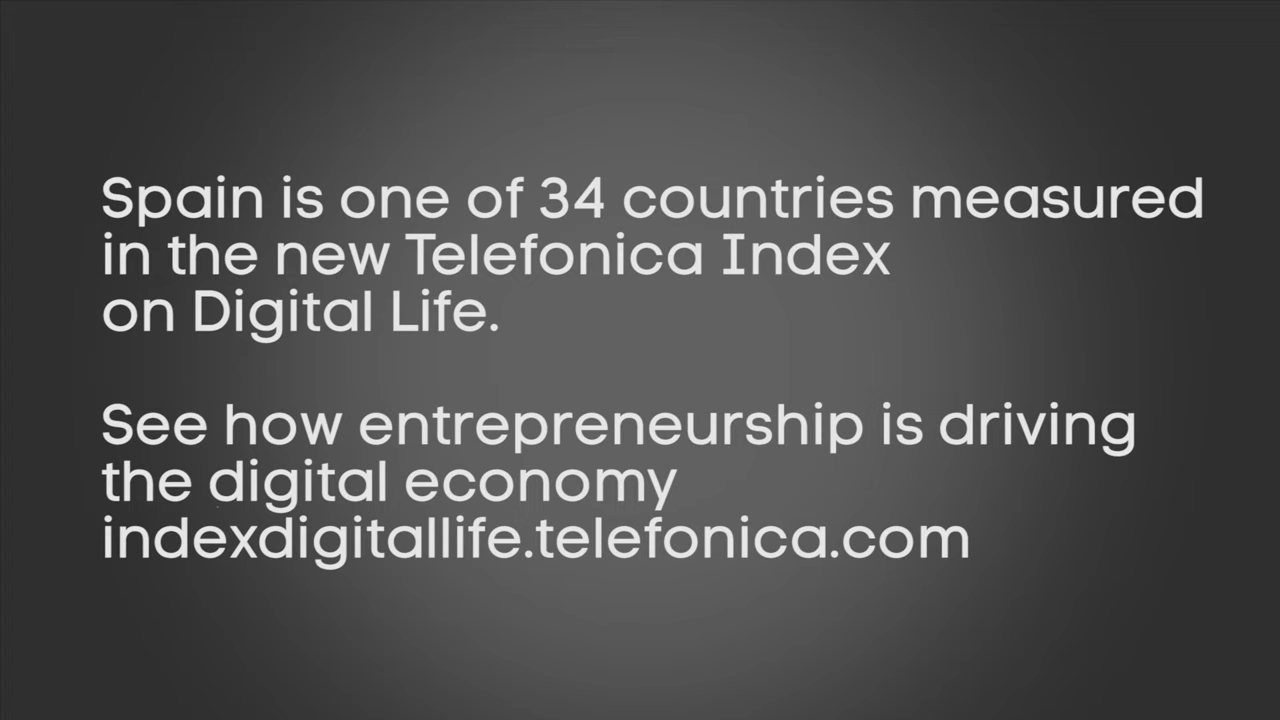 Spain is one of 34 countries measured
in the new Telefonica Index
on Digital Life.
See how entrepreneurship is driving
the digital economy
indexdigitallife.telefonica.com